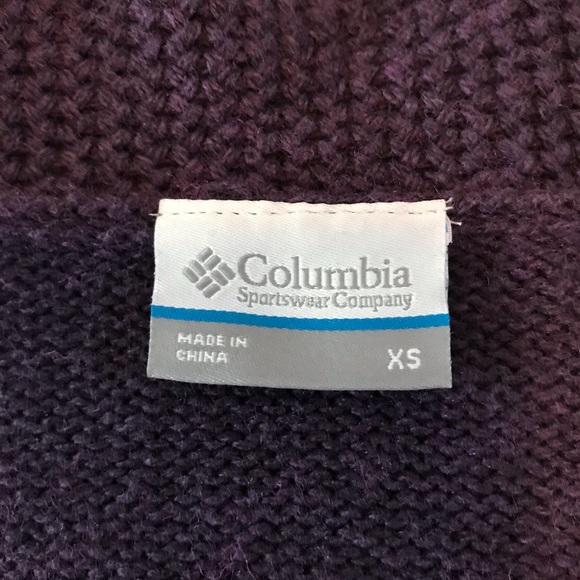 Columbia
Sportswear Company
MADE IN
CHINA
XS